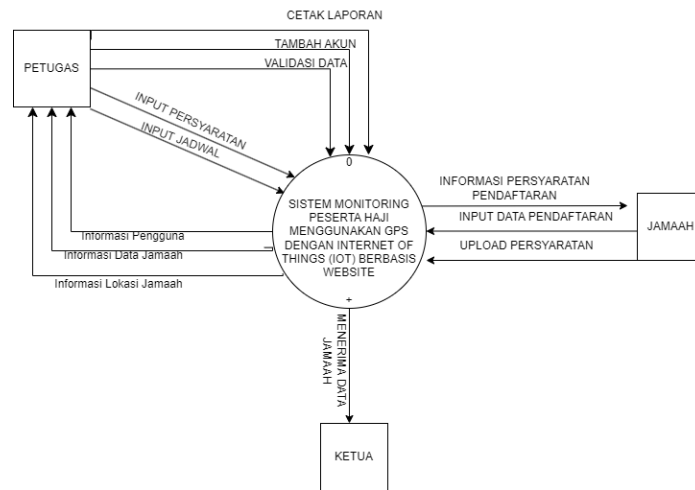 CETAK LAPORAN
TAMBAH AKUN
VALIDASI DATA
PETUGAS
INPUT PERSYARATAN
INPUT JADWAL
0
SISTEM MONITORING
PESERTA HAJI
MENGGUNAKAN GPS
DENGAN INTERNET OF
THINGS (IOT) BERBASIS
WEBSITE
+
INFORMASI PERSYARATAN
PENDAFTARAN
INPUT DATA PENDAFTARAN
UPLOAD PERSYARATAN
JAMAAH
Informasi Pengguna
Informasi Data Jamaah
Informasi Lokasi Jamaah
MENERIMA DATA
JAMAAH
KETUA